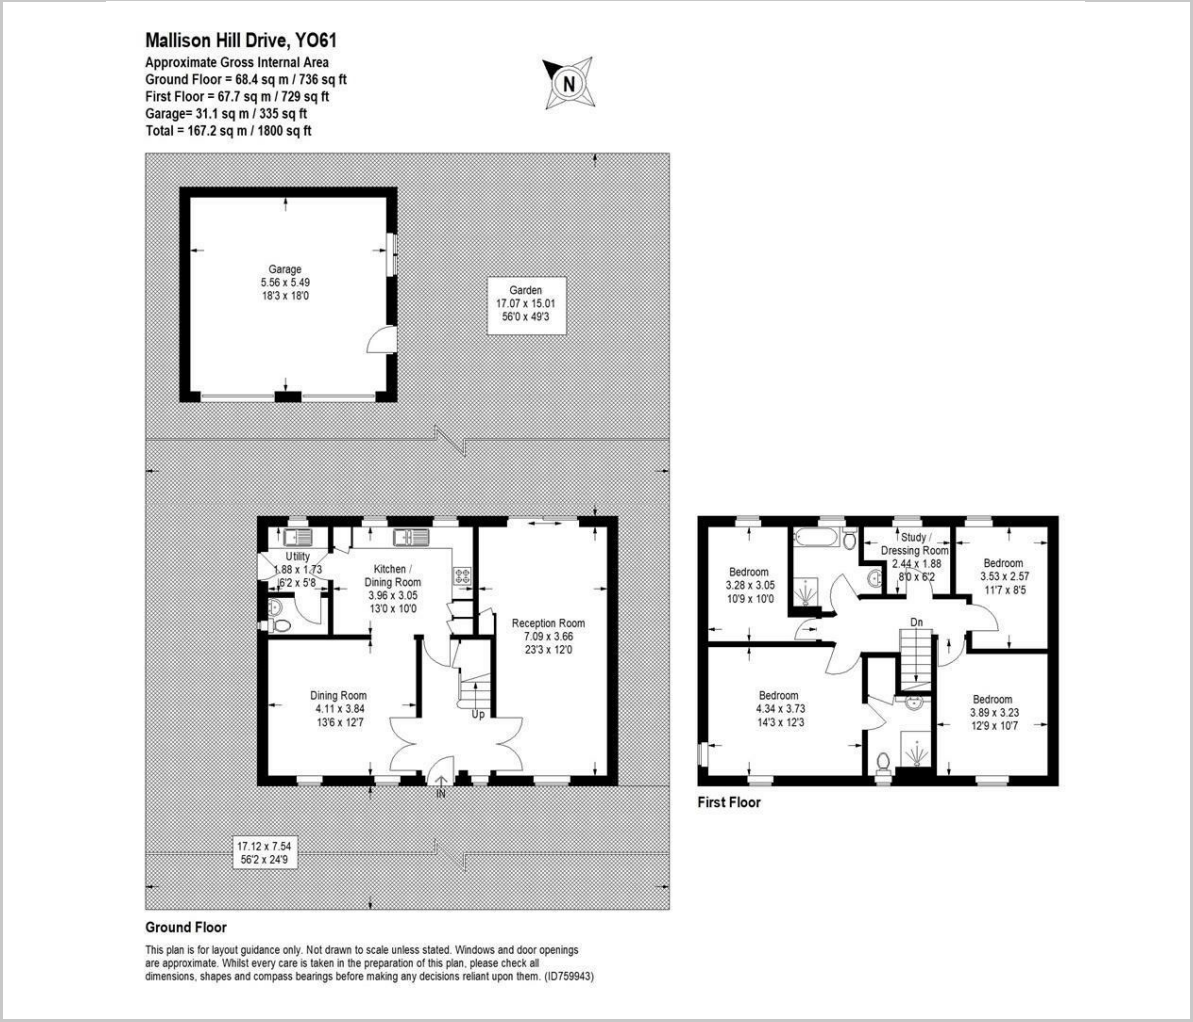 Mallison Hill Drive, YO61
Approximate Gross Internal Area
Ground Floor = 68.4 sq m / 736 sq ft
First Floor = 67.7 sq m / 729 sq ft
Garage= 31.1 sq m / 335 sq ft
Total = 167.2 sq m / 1800 sq ft
N
Garage
5.56 x 5.49
18'3 x 18'0
Garden
17.07 x 15.01
56'0 x 49'3
Utility
1.88 x 1.73
6'2 x 5'8
Kitchen /
Dining Room
3.96 x 3.05
13'0 x 10'0
Reception Room
7.09 x 3.66
23'3 x 12'0
Dining Room
4.11 x 3.84
13'6 x 12'7
Up
IN
17.12 x 7.54
56'2 x 24'9
Ground Floor
Bedroom
3.28 x 3.05
10'9 x 10'0
Study /
Dressing Room
2.44 x 1.88
8'0 x 6'2
Bedroom
3.53 x 2.57
11'7 x 8'5
Dn
Bedroom
4.34 x 3.73
14'3 x 12'3
Bedroom
3.89 x 3.23
12'9 x 10'7
First Floor
This plan is for layout guidance only. Not drawn to scale unless stated. Windows and door openings
are approximate. Whilst every care is taken in the preparation of this plan, please check all
dimensions, shapes and compass bearings before making any decisions reliant upon them. (ID759943)